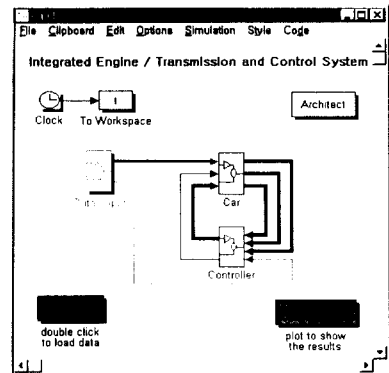 File Clipboard Edit Options Simulation Style Code
Integrated Engine / Transmission and Control System
Clock
To Workspace
Architect
Car
Controller
double click
to load data
plot to show
the results